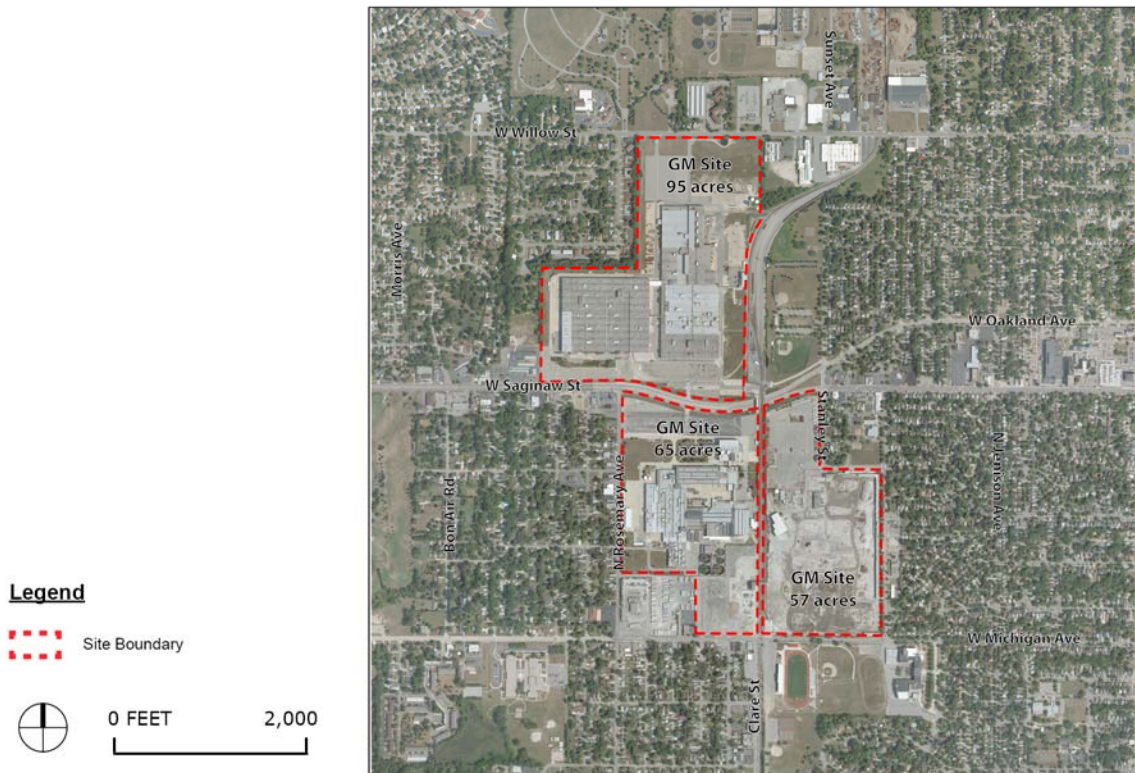 Sunset Ave
W Willow St
GM Site
95 acres
Morris Ave
W Oakland Ave
W Saginaw St
Stanley St
GM Site
65 acres
N Jenison Ave
Bon Air Rd
N Rosemary Ave
GM Site
57 acres
W Michigan Ave
Clare St
Legend
Site Boundary
0 FEET 2,000